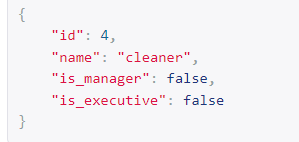 {
    "id": 4,
    "name": "cleaner",
    "is_manager": false,
    "is_executive": false
}